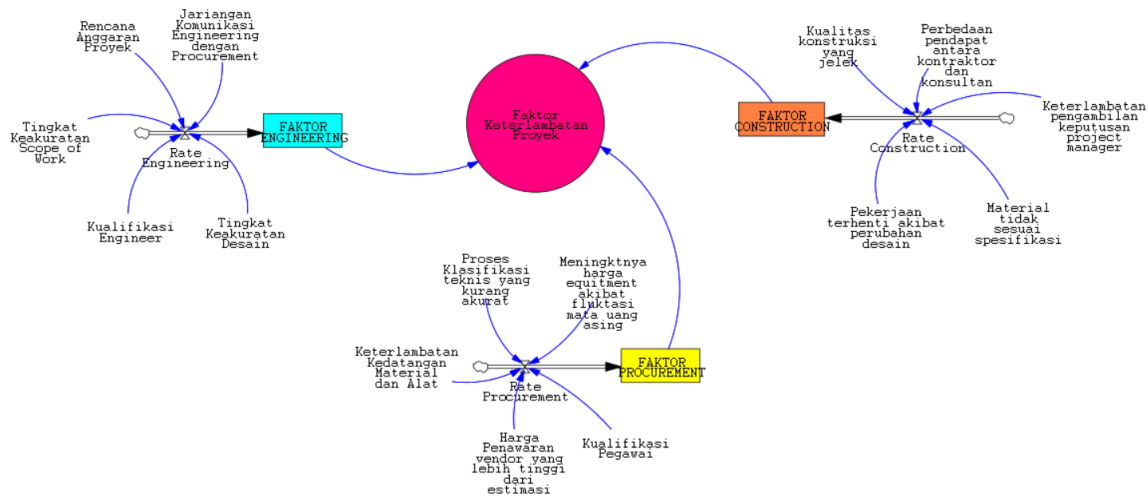 Rencana
Anggaran
Proyek
Jariangan
Komunikasi
Engineering
dengan
Procurement
Tingkat
Keakuratan
Scope of
Work
Rate
Engineering
FAKTOR
ENGINEERING
Kualifikasi
Engineer
Tingkat
Keakuratan
Desain
Faktor
Keterlambatan
Proyek
Kualitas
konstruksi
yang
jelek
Perbedaan
pendapat
antara
kontraktor
dan
konsultan
FAKTOR
CONSTRUCTION
Rate
Construction
Keterlambatan
pengambilan
keputusan
project
manager
Pekerjaan
terhenti akibat
perubahan
desain
Material
tidak
sesuai
spesifikasi
Proses
Klasifikasi
teknis yang
kurang
akurat
Meningktnya
harga
equitment
akibat
fluktasi
mata uang
asing
Keterlambatan
Kedatangan
Material
dan Alat
Rate
Procurement
FAKTOR
PROCUREMENT
Harga
Penawaran
vendor yang
lebih tinggi
dari
estimasi
Kualifikasi
Pegawai